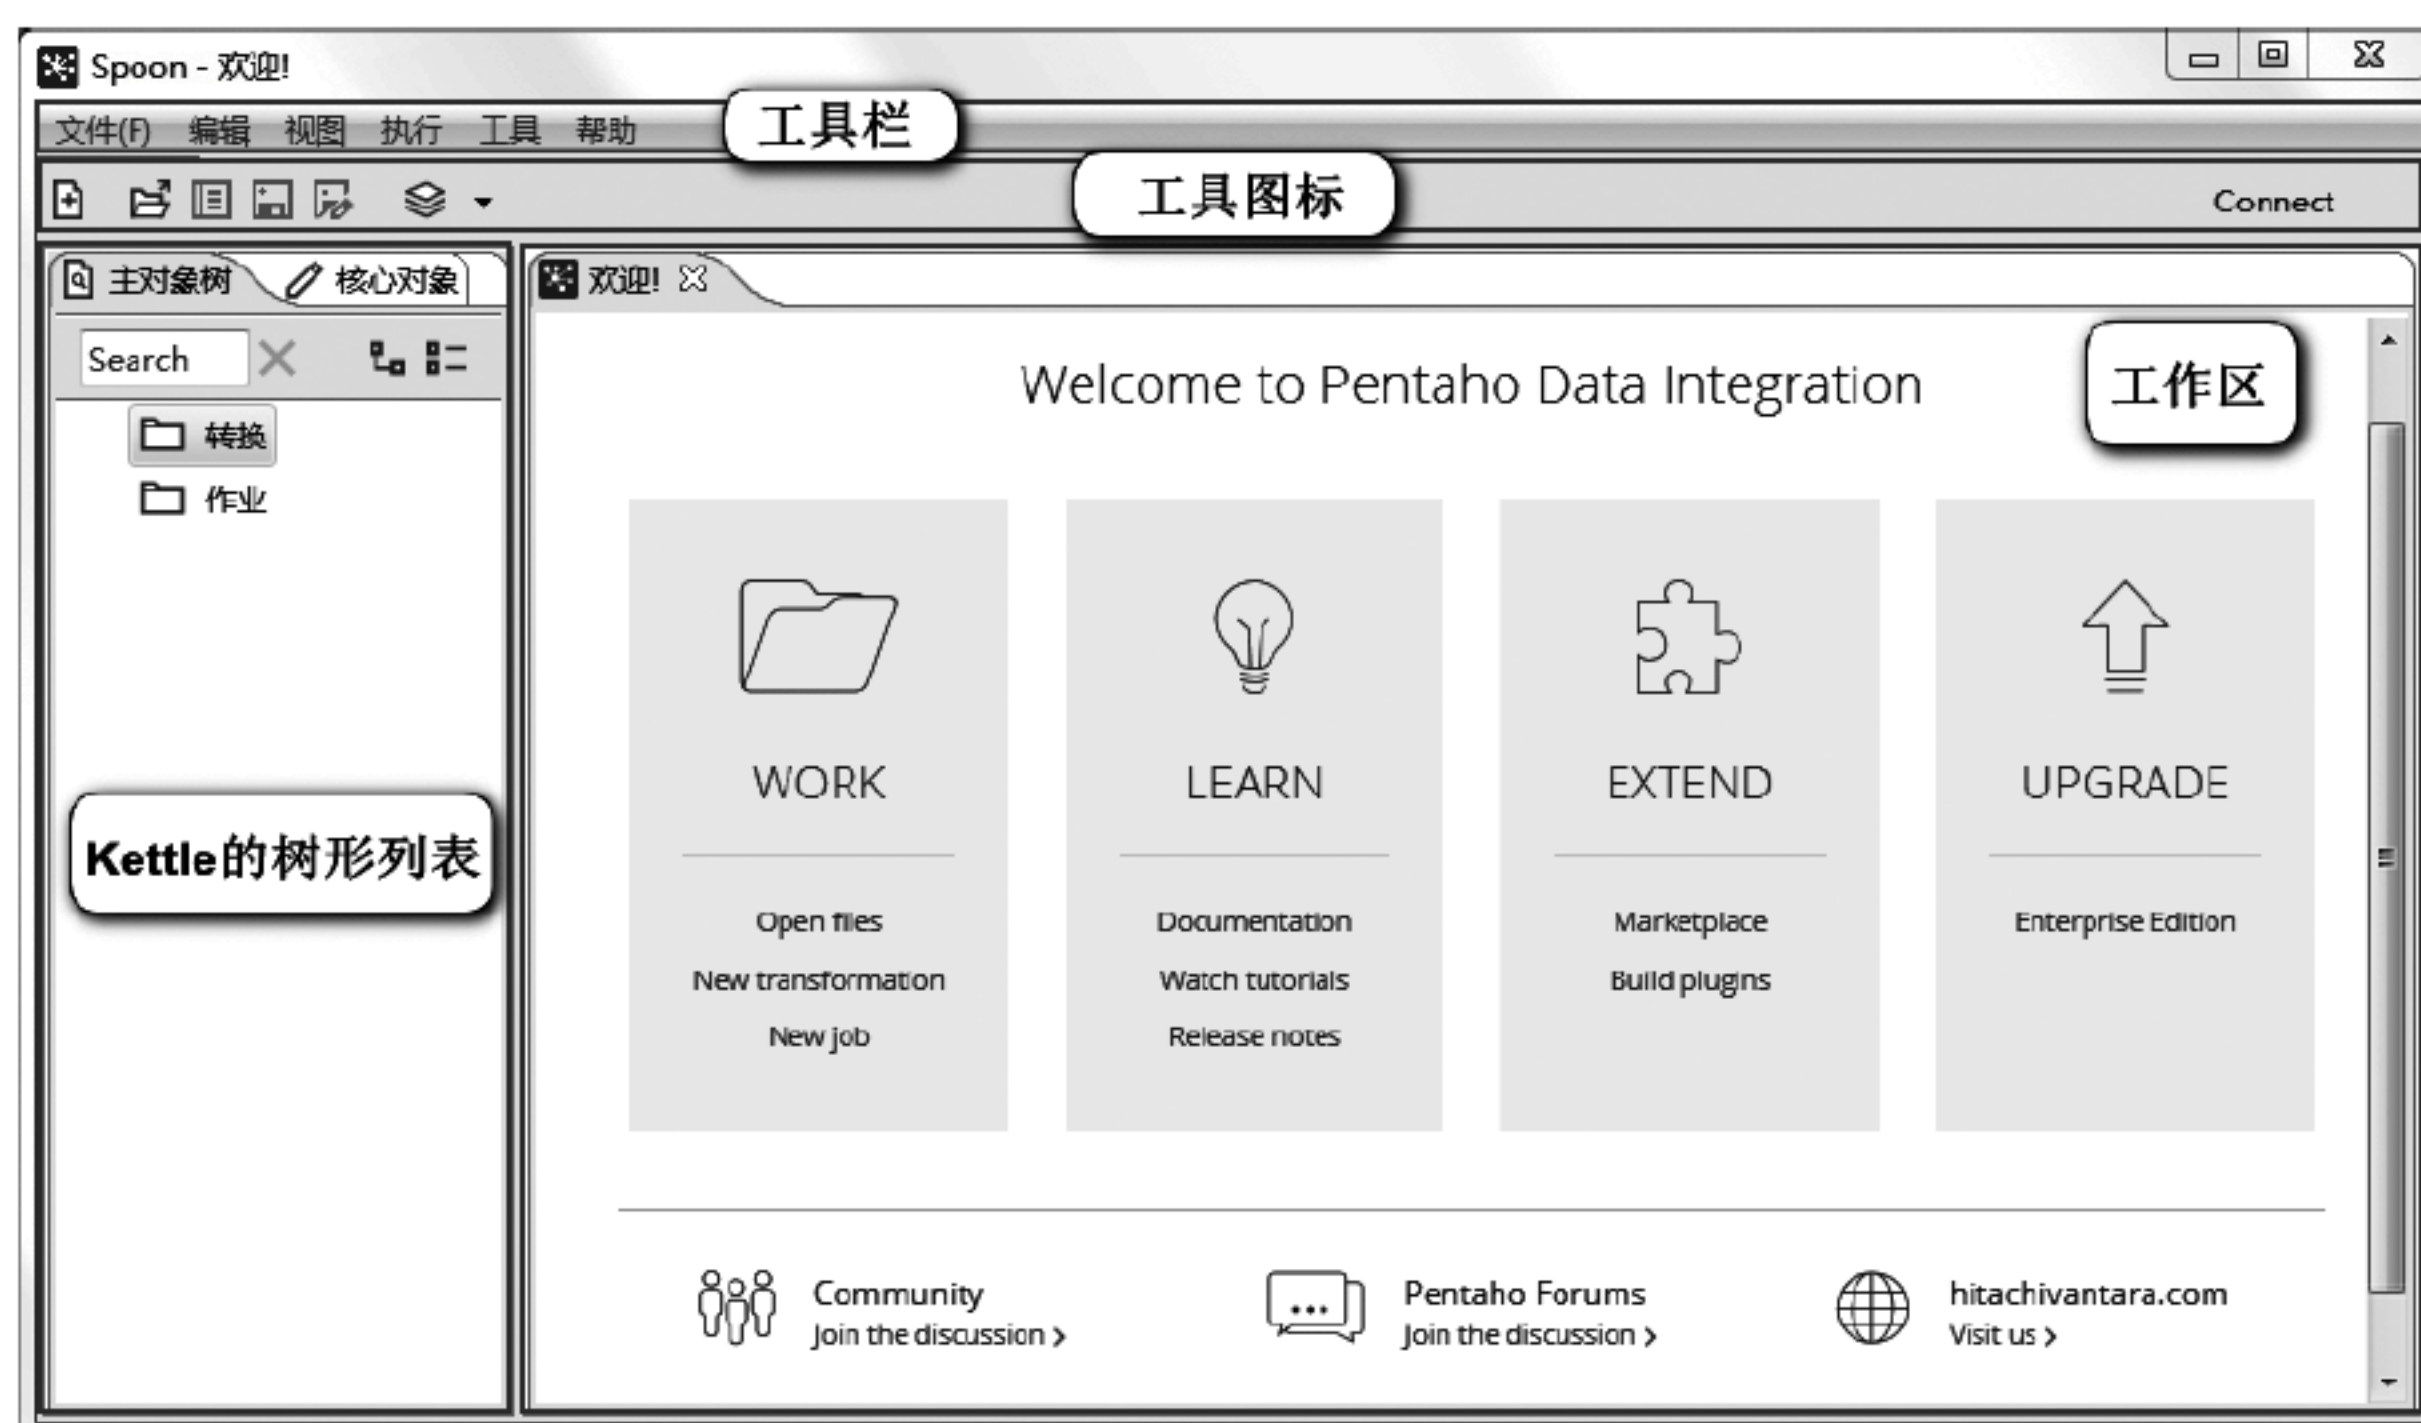 Spoon - 欢迎!
文件(F) 编辑 视图 执行 工具 帮助
工具栏
工具图标
Connect
主对象树 核心对象
欢迎!
Search
转换
作业
Kettle的树形列表
工作区
Welcome to Pentaho Data Integration
WORK
Open files
New transformation
New job
LEARN
Documentation
Watch tutorials
Release notes
EXTEND
Marketplace
Build plugins
UPGRADE
Enterprise Edition
Community
Join the discussion >
Pentaho Forums
Join the discussion >
hitachivantara.com
Visit us >